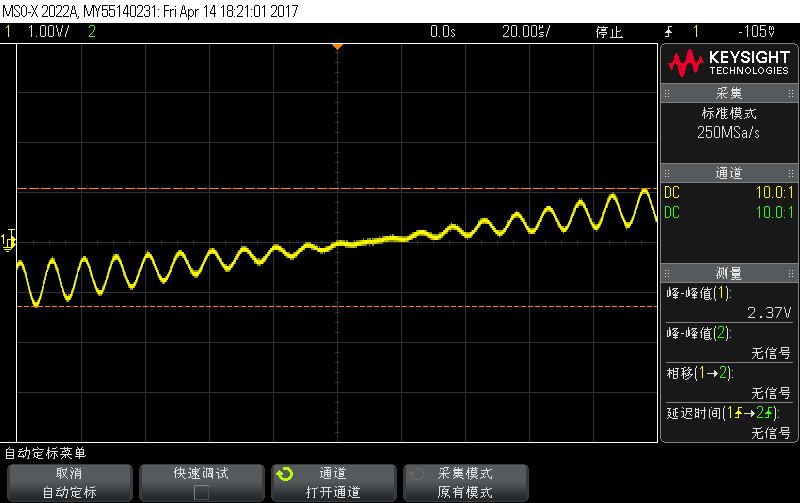 MSO-X 2022A, MY55140231: Fri Apr 14 18:21:01 2017
1 1.00V/ 2 0.0s 20.00us/ 停止 1 -105mV
KEYSIGHT
TECHNOLOGIES
采集
标准模式
250MSa/s
通道
DC 10.0:1
DC 10.0:1
1
测量
峰-峰值(1):
2.37V
峰-峰值(2):
无信号
相移(1→2):
无信号
延迟时间(1→2):
无信号
自动定标菜单
取消 快速调试 通道 采集模式
自动定标 打开通道 原有模式